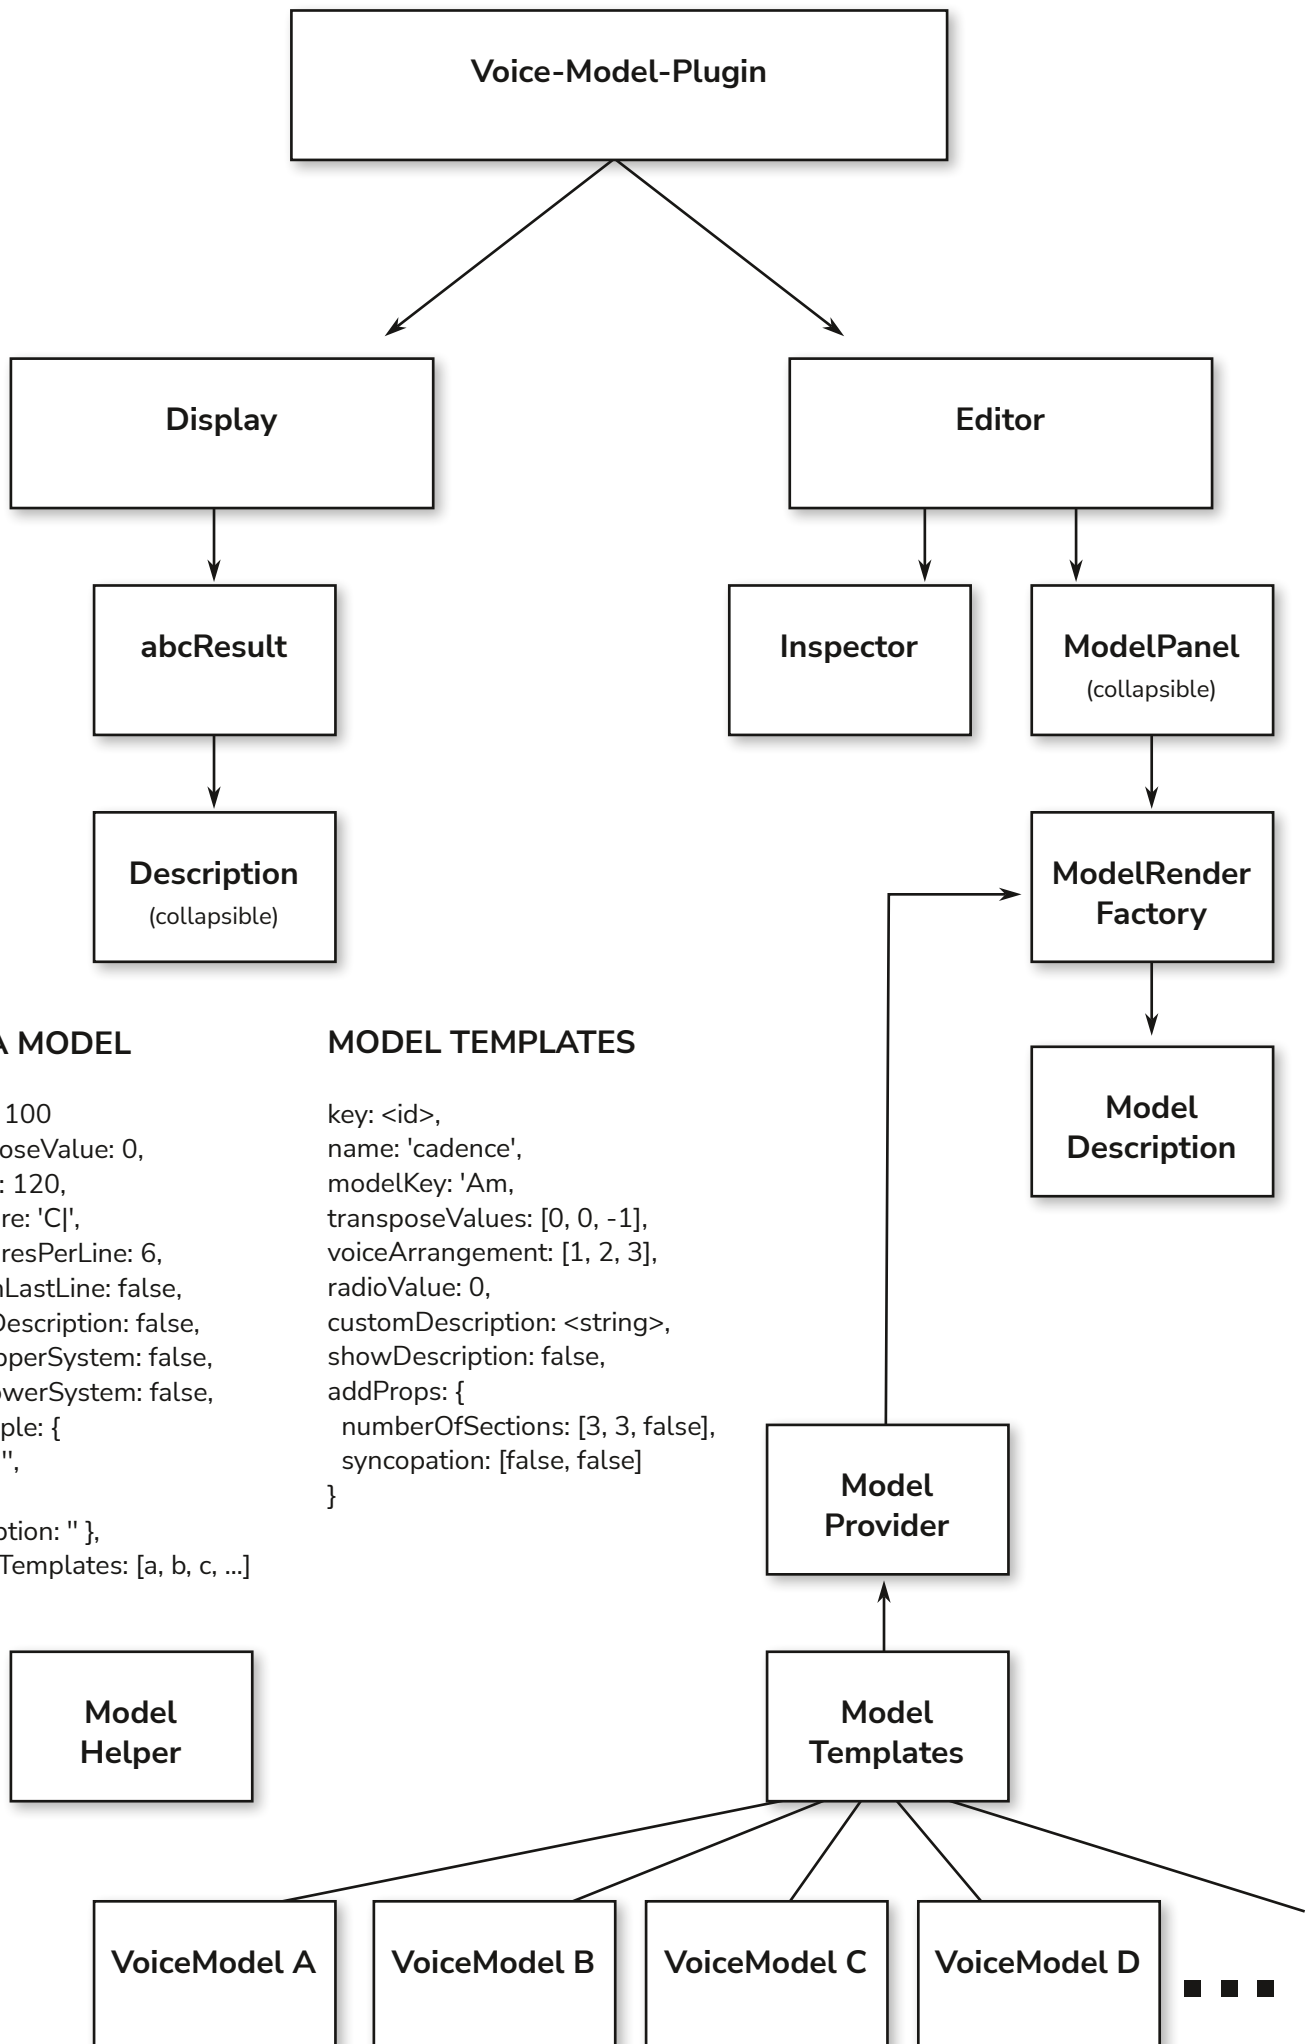 Voice-Model-Plugin
Display
Editor
abcResult
Inspector
ModelPanel
(collapsible)
Description
(collapsible)
ModelRender
Factory
Model
Description
MODEL
100
oseValue: 0,
: 120,
re: 'C|',
resPerLine: 6,
nLastLine: false,
Description: false,
pperSystem: false,
owerSystem: false,
ple: {
'',
ption: '' },
Templates: [a, b, c, ...]
MODEL TEMPLATES
key: <id>,
name: 'cadence',
modelKey: 'Am,
transposeValues: [0, 0, -1],
voiceArrangement: [1, 2, 3],
radioValue: 0,
customDescription: <string>,
showDescription: false,
addProps: {
numberOfSections: [3, 3, false],
syncopation: [false, false]
}
Model
Provider
Model
Helper
Model
Templates
VoiceModel A
VoiceModel B
VoiceModel C
VoiceModel D